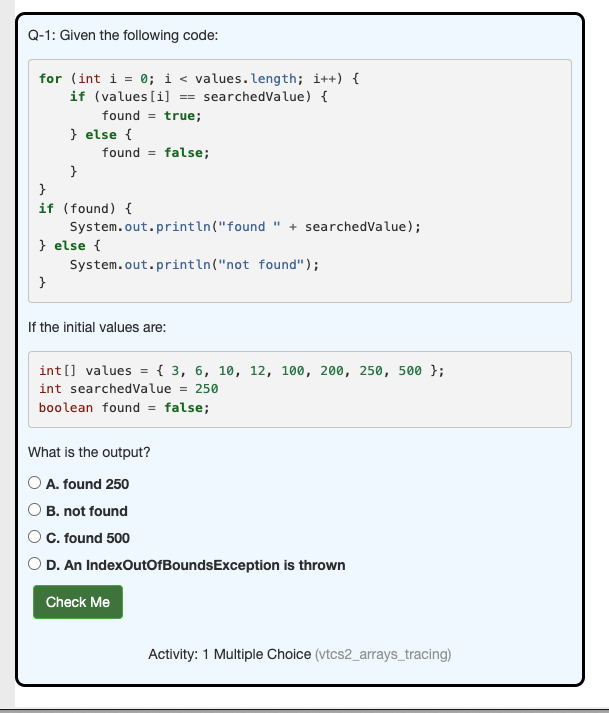 Q-1: Given the following code:
for (int i = 0; i < values.length; i++) {
    if (values[i] == searchedValue) {
        found = true;
    } else {
        found = false;
    }
}
if (found) {
    System.out.println("found " + searchedValue);
} else {
    System.out.println("not found");
}
If the initial values are:
int[] values = { 3, 6, 10, 12, 100, 200, 250, 500 };
int searchedValue = 250
boolean found = false;
What is the output?
A. found 250
B. not found
C. found 500
D. An IndexOutOfBoundsException is thrown
Check Me
Activity: 1 Multiple Choice (vtcs2_arrays_tracing)